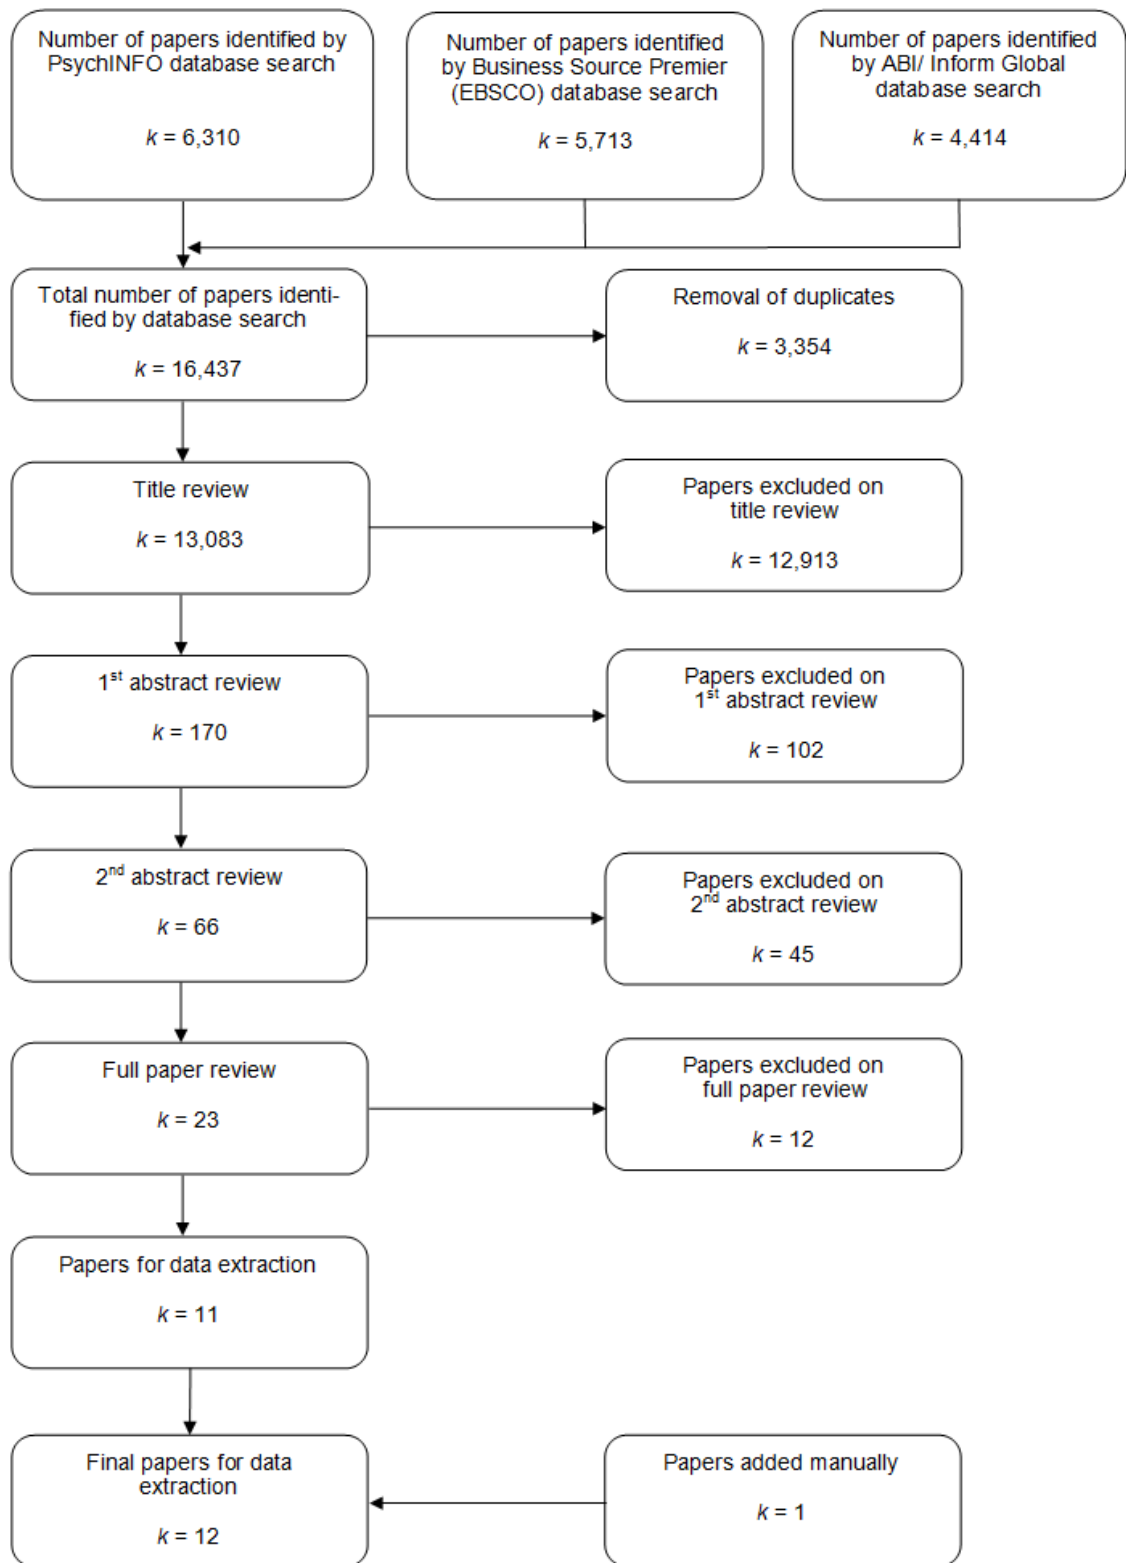 Number of papers identified by
PsychINFO database search
k = 6,310
Number of papers identified
by Business Source Premier
(EBSCO) database search
k = 5,713
Number of papers identified
by ABI/ Inform Global
database search
k = 4,414
Total number of papers identi-
fied by database search
k = 16,437
Removal of duplicates
k = 3,354
Title review
k = 13,083
Papers excluded on
title review
k = 12,913
1st abstract review
k = 170
Papers excluded on
1st abstract review
k = 102
2nd abstract review
k = 66
Papers excluded on
2nd abstract review
k = 45
Full paper review
k = 23
Papers excluded on
full paper review
k = 12
Papers for data extraction
k = 11
Final papers for data
extraction
k = 12
Papers added manually
k = 1